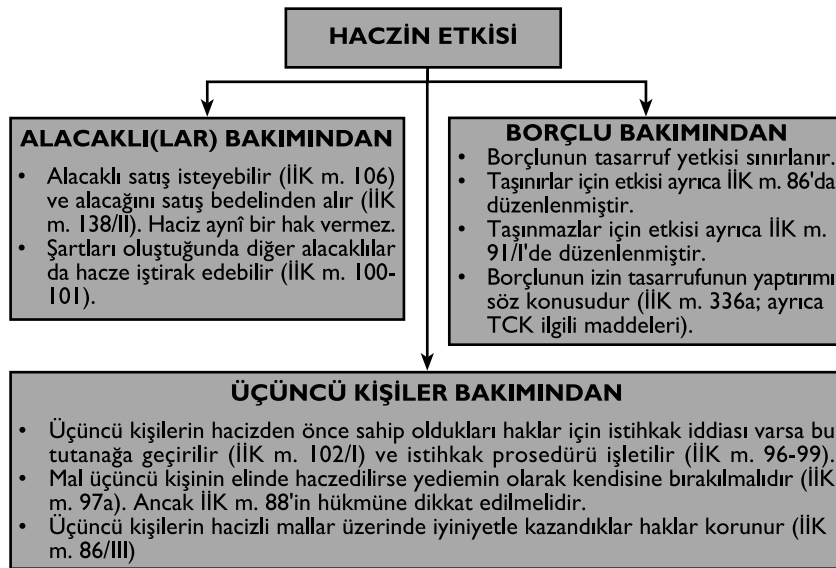 HACZİN ETKİSİ
ALACAKLI(LAR) BAKIMINDAN
• Alacaklı satış isteyebilir (İİK m. 106)
ve alacağını satış bedelinden alır (İİK
m. 138/II). Haciz aynî bir hak vermez.
• Şartları oluştuğunda diğer alacaklılar
da hacze iştirak edebilir (İİK m. 100-
101).
BORÇLU BAKIMINDAN
• Borçlunun tasarruf yetkisi sınırlanır.
• Taşınırlar için etkisi ayrıca İİK m. 86'da
düzenlenmiştir.
• Taşınmazlar için etkisi ayrıca İİK m.
91/I'de düzenlenmiştir.
• Borçlunun izin tasarrufunun yaptırımı
söz konusudur (İİK m. 336a; ayrıca
TCK ilgili maddeleri).
ÜÇÜNCÜ KİŞİLER BAKIMINDAN
• Üçüncü kişilerin hacizden önce sahip oldukları haklar için istihkak iddiası varsa bu
tutanağa geçirilir (İİK m. 102/I) ve istihkak prosedürü işletilir (İİK m. 96-99).
• Mal üçüncü kişinin elinde haczedilirse yediemin olarak kendisine bırakılmalıdır (İİK
m. 97a). Ancak İİK m. 88'in hükmüne dikkat edilmelidir.
• Üçüncü kişilerin hacizli mallar üzerinde iyiniyetle kazandıklar haklar korunur (İİK
m. 86/III)